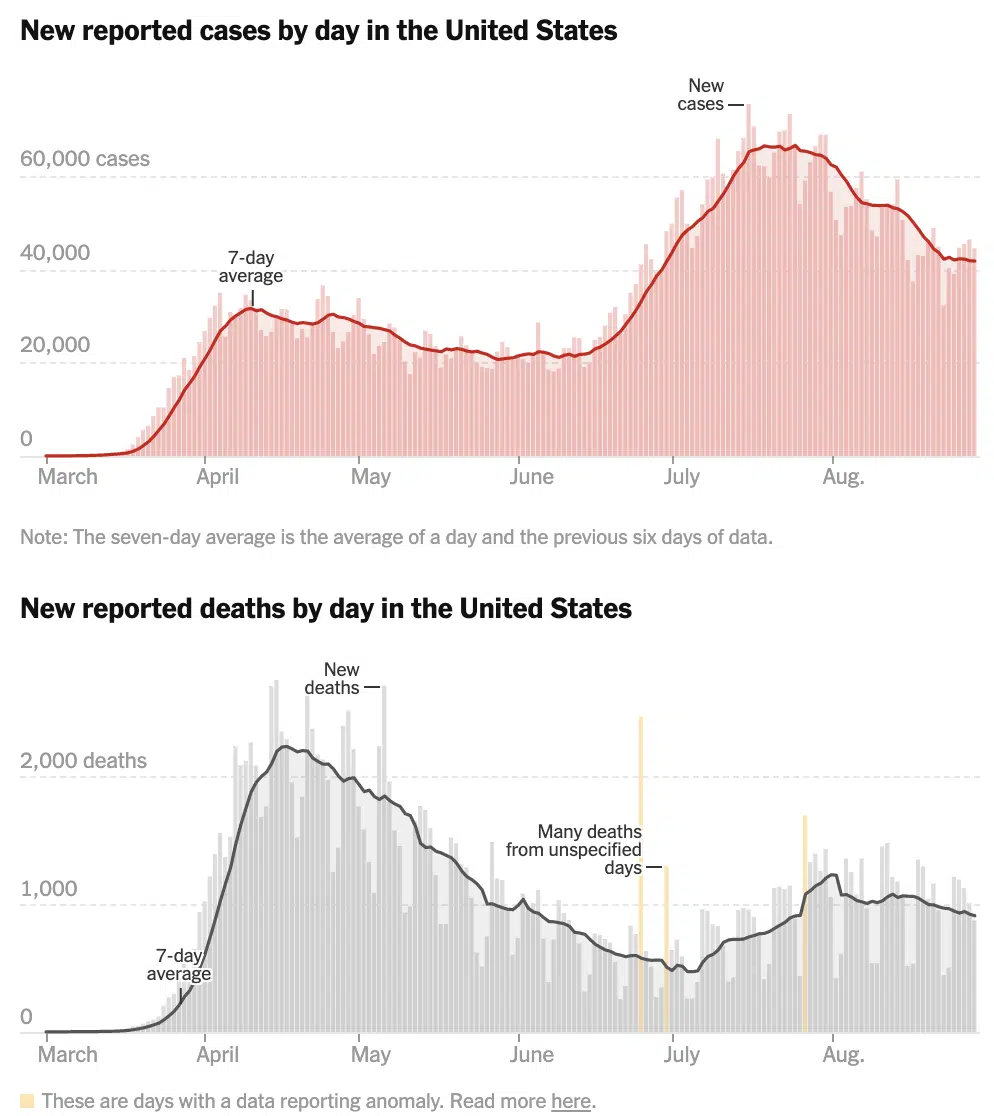 New reported cases by day in the United States
New
cases
60,000 cases
7-day
average
40,000
20,000
0
March April May June July Aug.
Note: The seven-day average is the average of a day and the previous six days of data.
New reported deaths by day in the United States
New
deaths
2,000 deaths
Many deaths
from unspecified
days
1,000
7-day
average
0
March April May June July Aug.
These are days with a data reporting anomaly. Read more here.